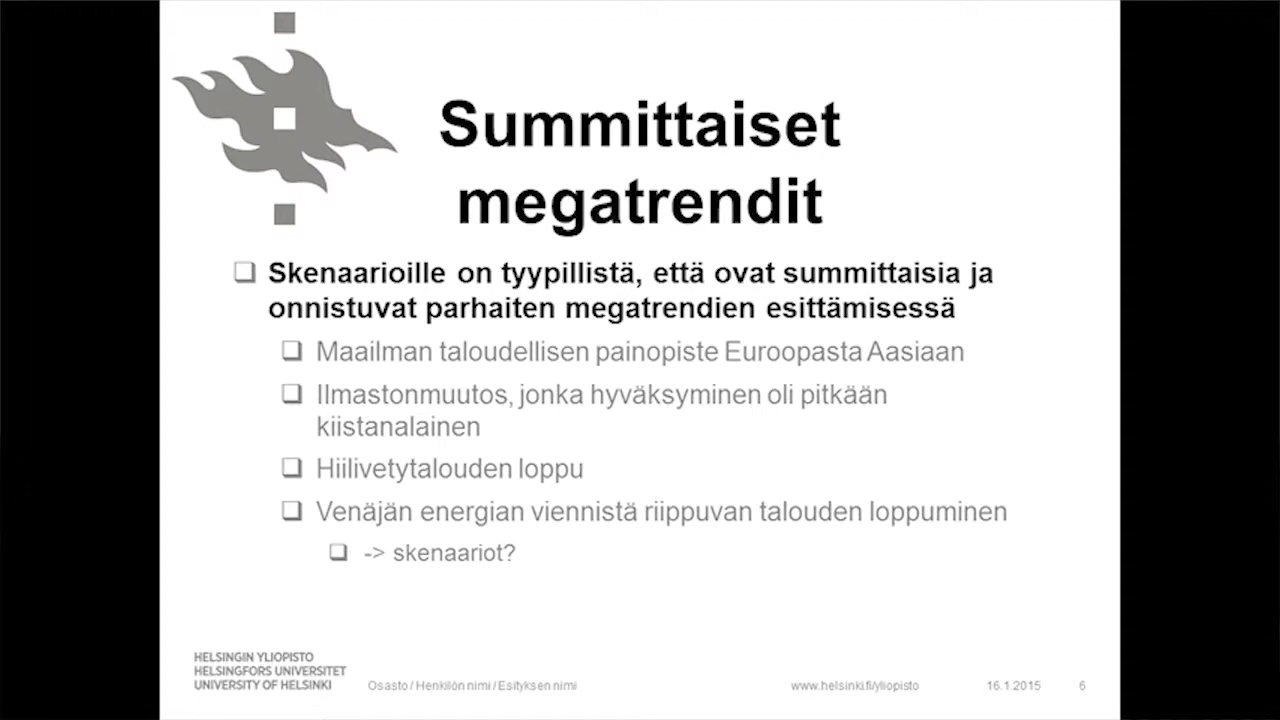 Summittaiset
megatrendit
Skenaarioille on tyypillistä, että ovat summittaisia ja
onnistuvat parhaiten megatrendien esittämisessä
Maailman taloudellisen painopiste Euroopasta Aasiaan
Ilmastonmuutos, jonka hyväksyminen oli pitkään
kiistanalainen
Hiilivetytalouden loppu
Venäjän energian viennistä riippuvan talouden loppuminen
-> skenaariot?
HELSINGIN YLIOPISTO
HELSINGFORS UNIVERSITET
UNIVERSITY OF HELSINKI
Osasto / Henkilön nimi / Esityksen nimi
www.helsinki.fi/yliopisto
16.1.2015
6